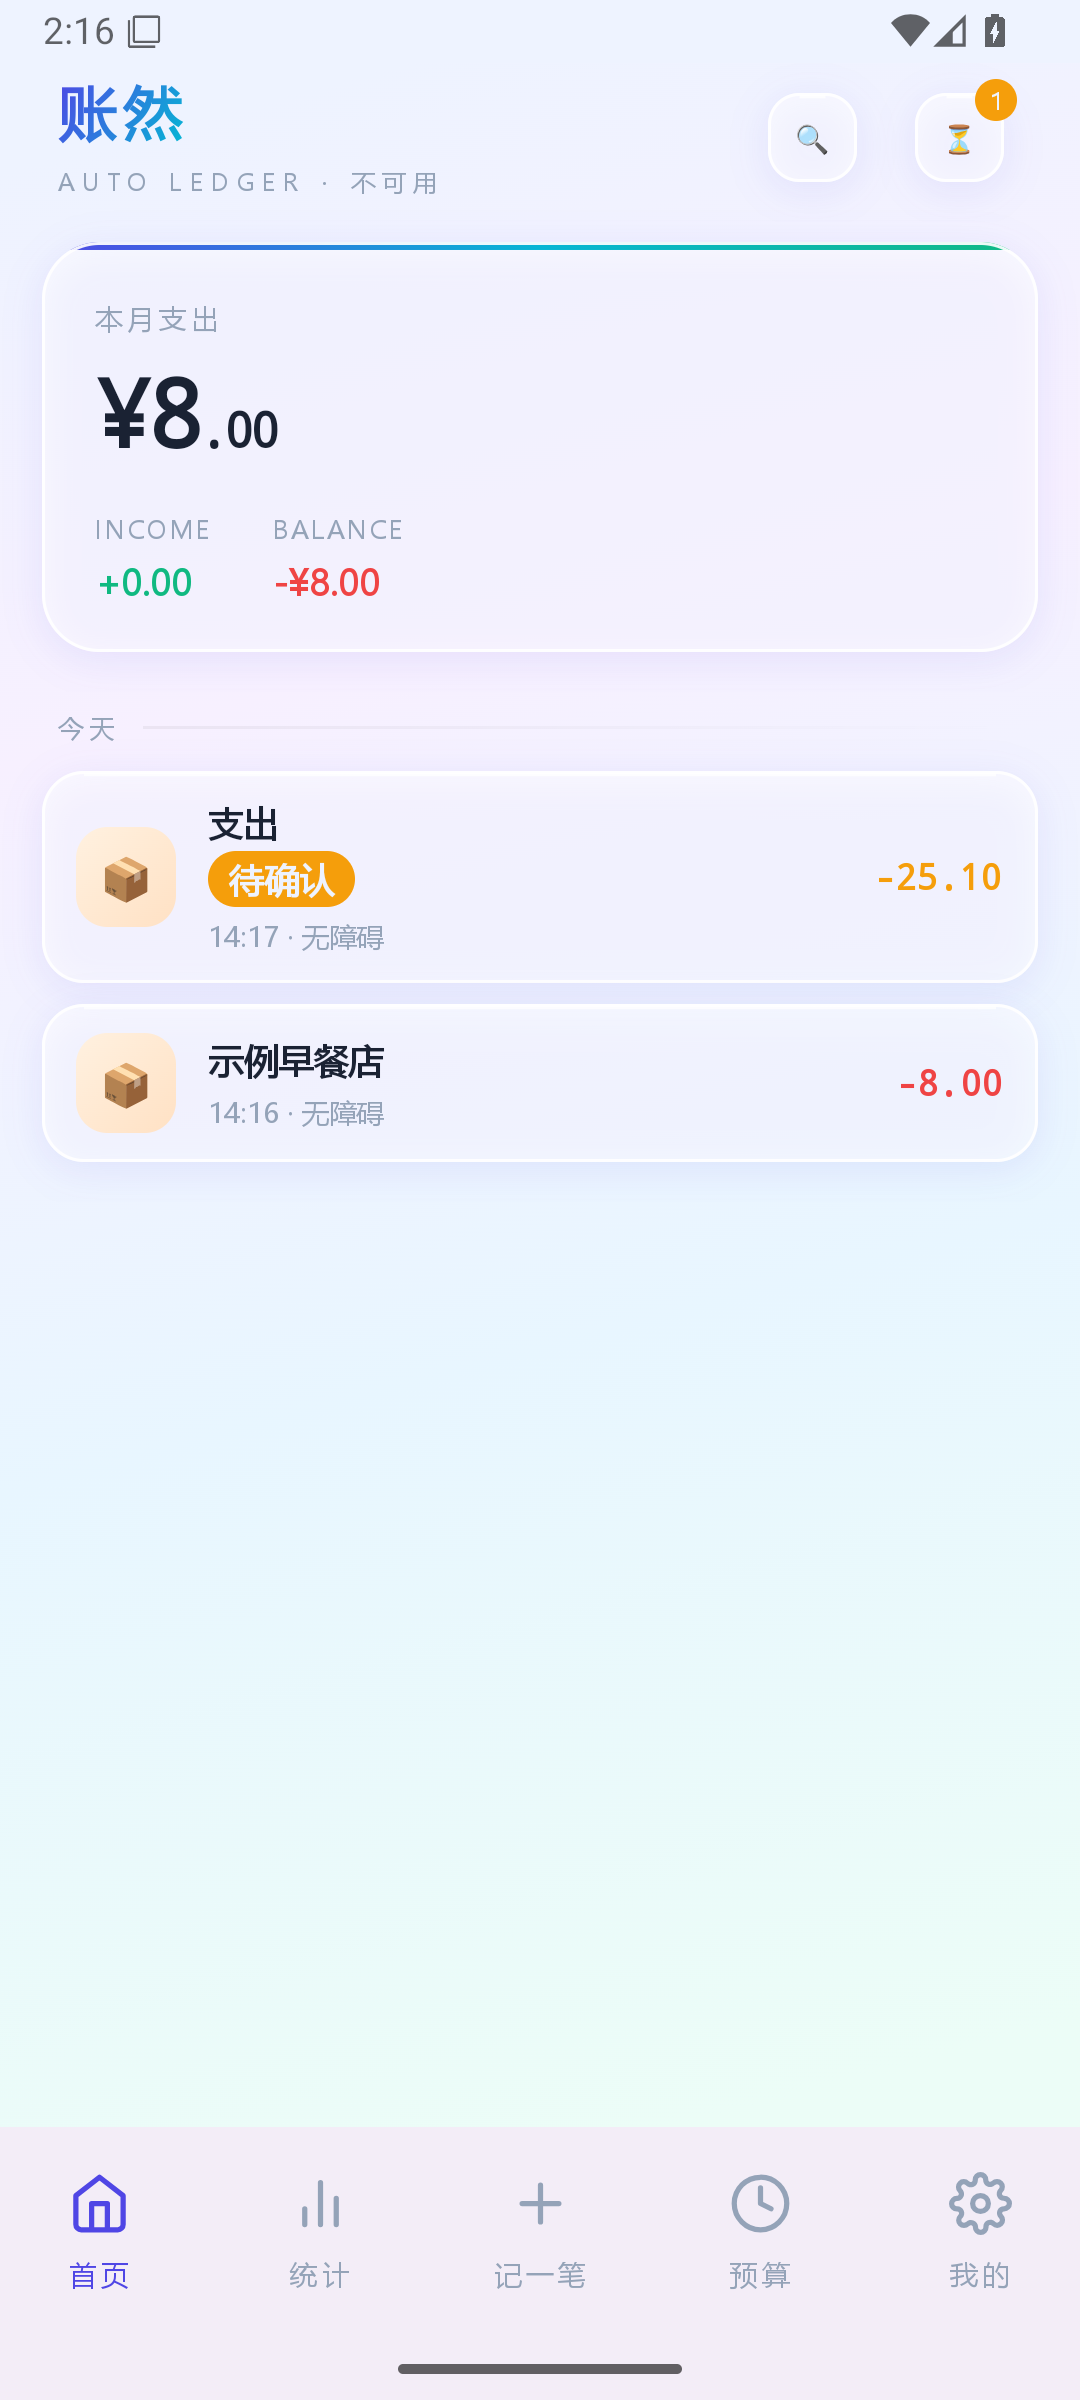 2:16
账然
1
AUTO LEDGER · 不可用
本月支出
¥8.00
INCOME BALANCE
+0.00 -¥8.00
今天
支出
待确认
-25.10
14:17 · 无障碍
示例早餐店
-8.00
14:16 · 无障碍
首页 统计 记一笔 预算 我的